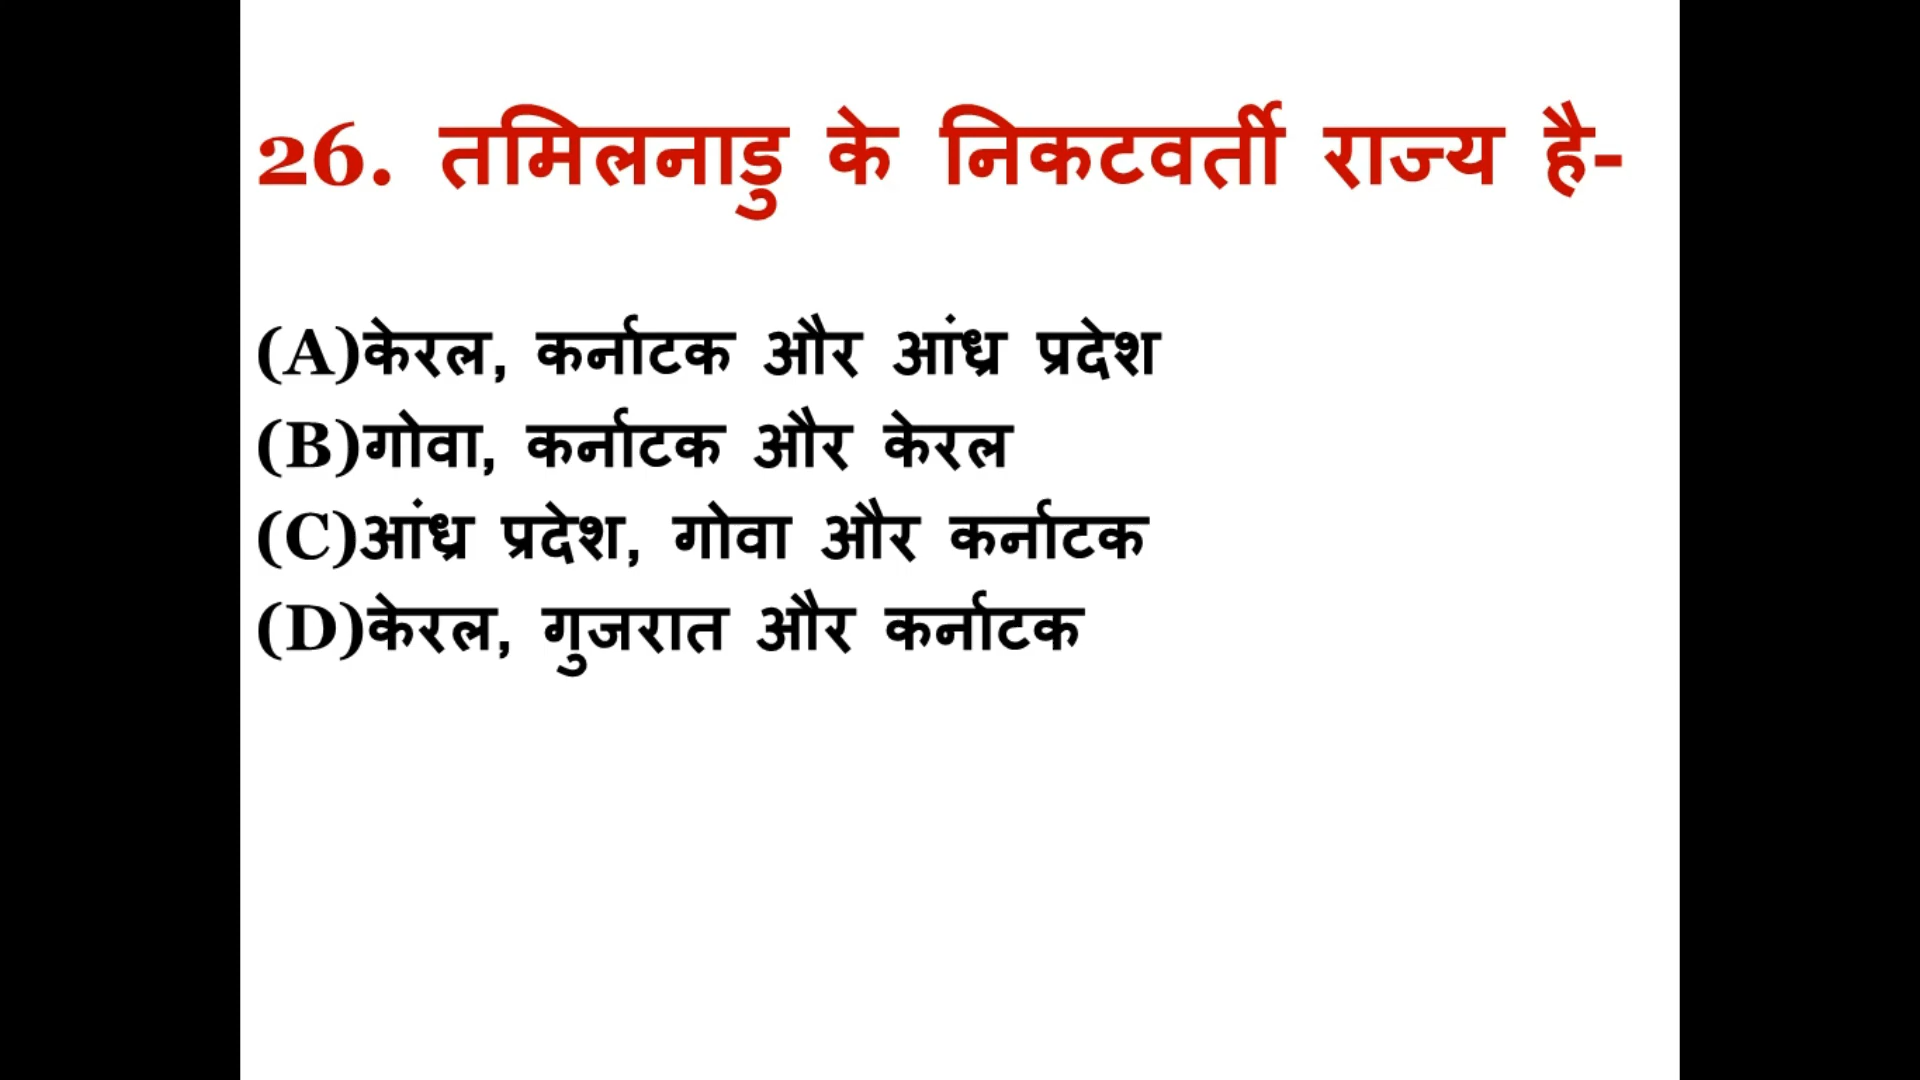 26. तमिलनाडु के निकटवर्ती राज्य है-
(A)केरल, कर्नाटक और आंध्र प्रदेश
(B)गोवा, कर्नाटक और केरल
(C)आंध्र प्रदेश, गोवा और कर्नाटक
(D)केरल, गुजरात और कर्नाटक